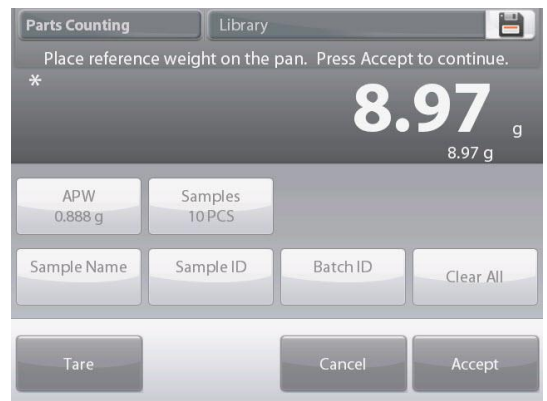 Parts Counting Library
Place reference weight on the pan. Press Accept to continue.
*
8.97 g
8.97 g
APW Samples
0.888 g 10 PCS
Sample Name Sample ID Batch ID Clear All
Tare Cancel Accept